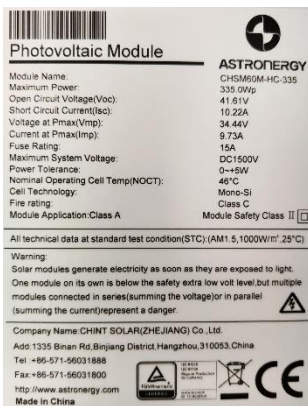 Photovoltaic Module
ASTRONERGY
Module Name: CHSM60M-HC-335
Maximum Power: 335.0Wp
Open Circuit Voltage(Voc): 41.61V
Short Circuit Current(Isc): 10.22A
Voltage at Pmax(Vmp): 34.44V
Current at Pmax(Imp): 9.73A
Fuse Rating: 15A
Maximum System Voltage: DC1500V
Power Tolerance: 0~+5W
Nominal Operating Cell Temp(NOCT): 46°C
Cell Technology: Mono-Si
Fire rating: Class C
Module Application:Class A Module Safety Class II
All technical data at standard test condition(STC):(AM1.5,1000W/m²,25°C)
Warning:
Solar modules generate electricity as soon as they are exposed to light.
One module on its own is below the safety extra low volt level,but multiple
modules connected in series(summing the voltage)or in parallel
(summing the current)represent a danger.
Company Name:CHINT SOLAR(ZHEJIANG) Co.,Ltd.
Add:1335 Binan Rd,Binjiang District,Hangzhou,310053,China
Tel :+86-571-56031888
Fax:+86-571-56031800
http://www.astronergy.com
Made in China
TÜVRheinland
CERTIFIED
CE